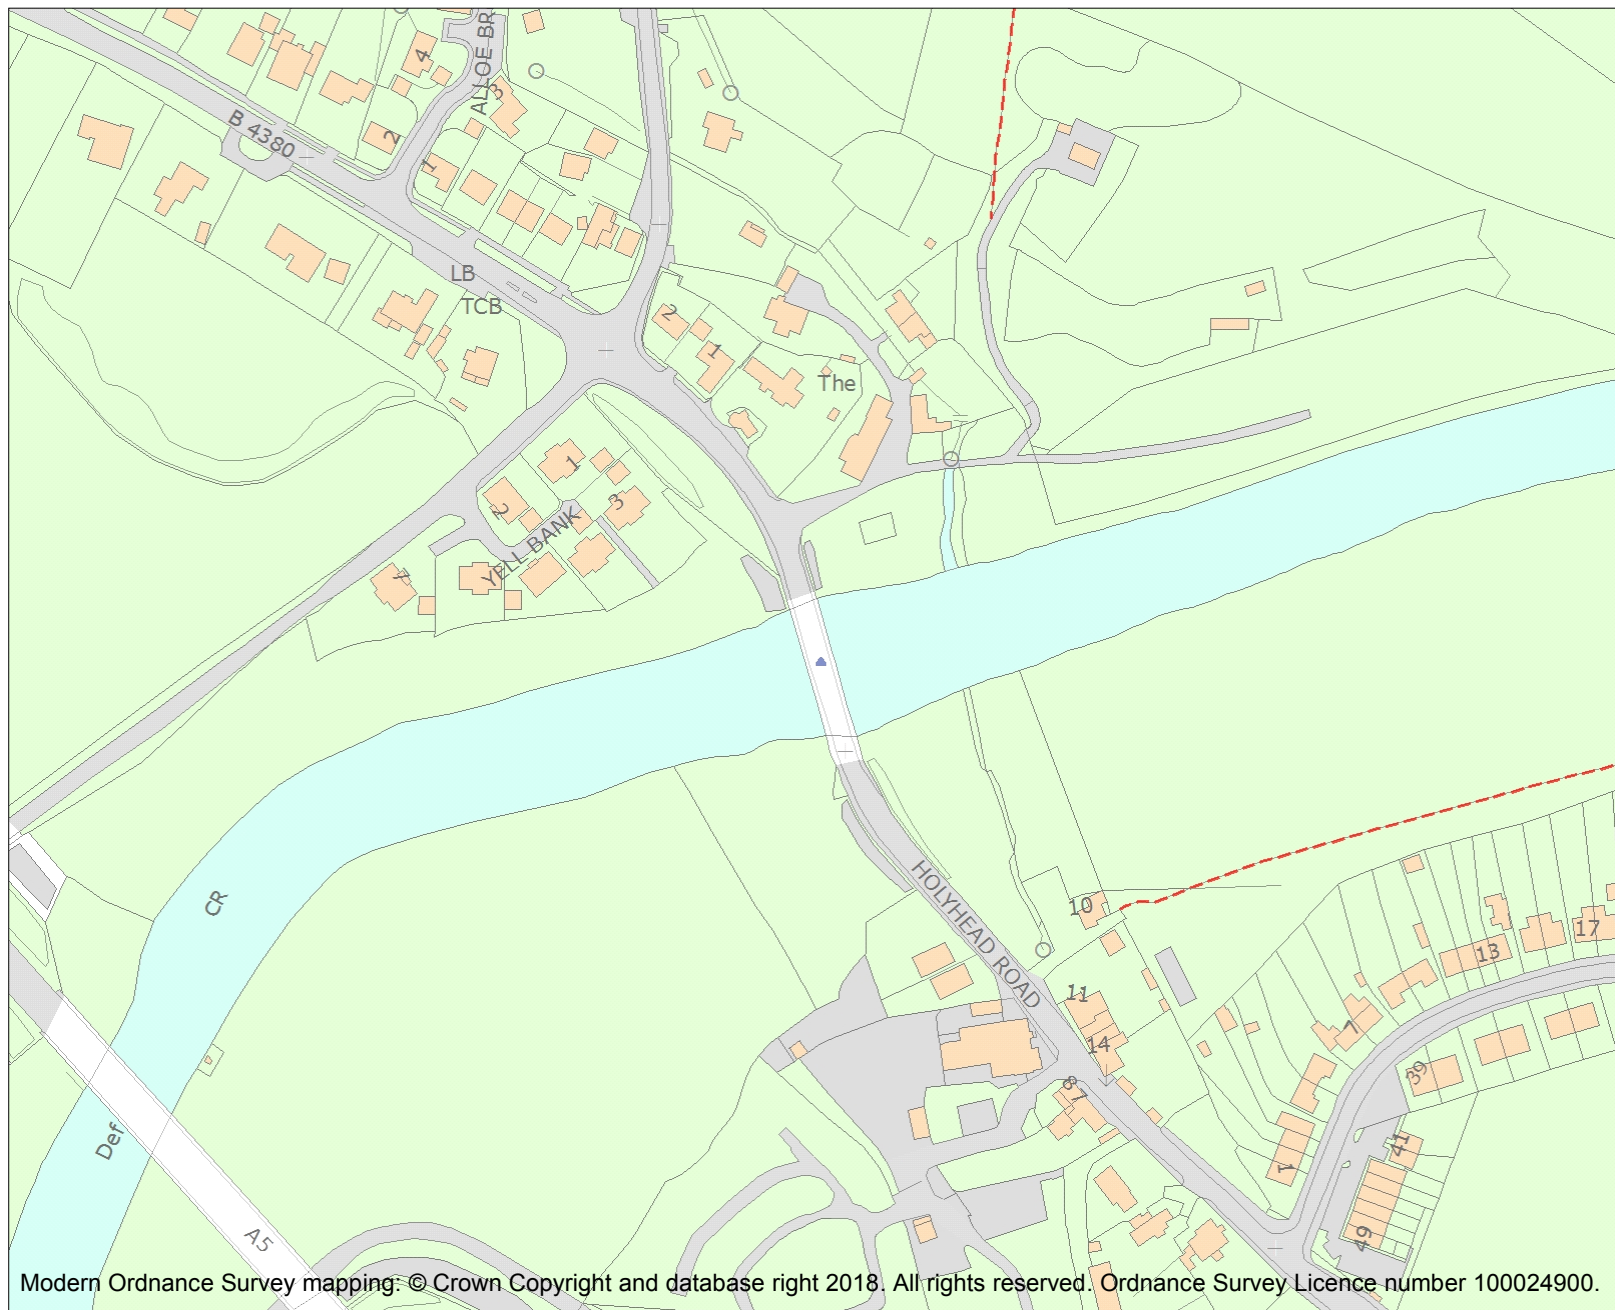 ALLOE BR
4
3
B 4380
2
1
LB
TCB
2
1
The
1
2
3
YELL BANK
7
CR
HOLYHEAD ROAD
10
17
13
11
7
14
39
8
7
Def
41
1
A5
49
Modern Ordnance Survey mapping: © Crown Copyright and database right 2018. All rights reserved. Ordnance Survey Licence number 100024900.